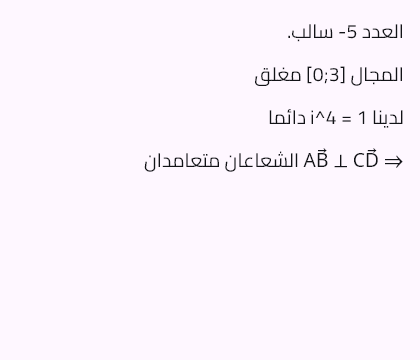 العدد 5- سالب.
المجال [0;3] مغلق
لدينا i^4 = 1 دائما
⇒ AB⃗ ⊥ CD⃗ الشعاعان متعامدان